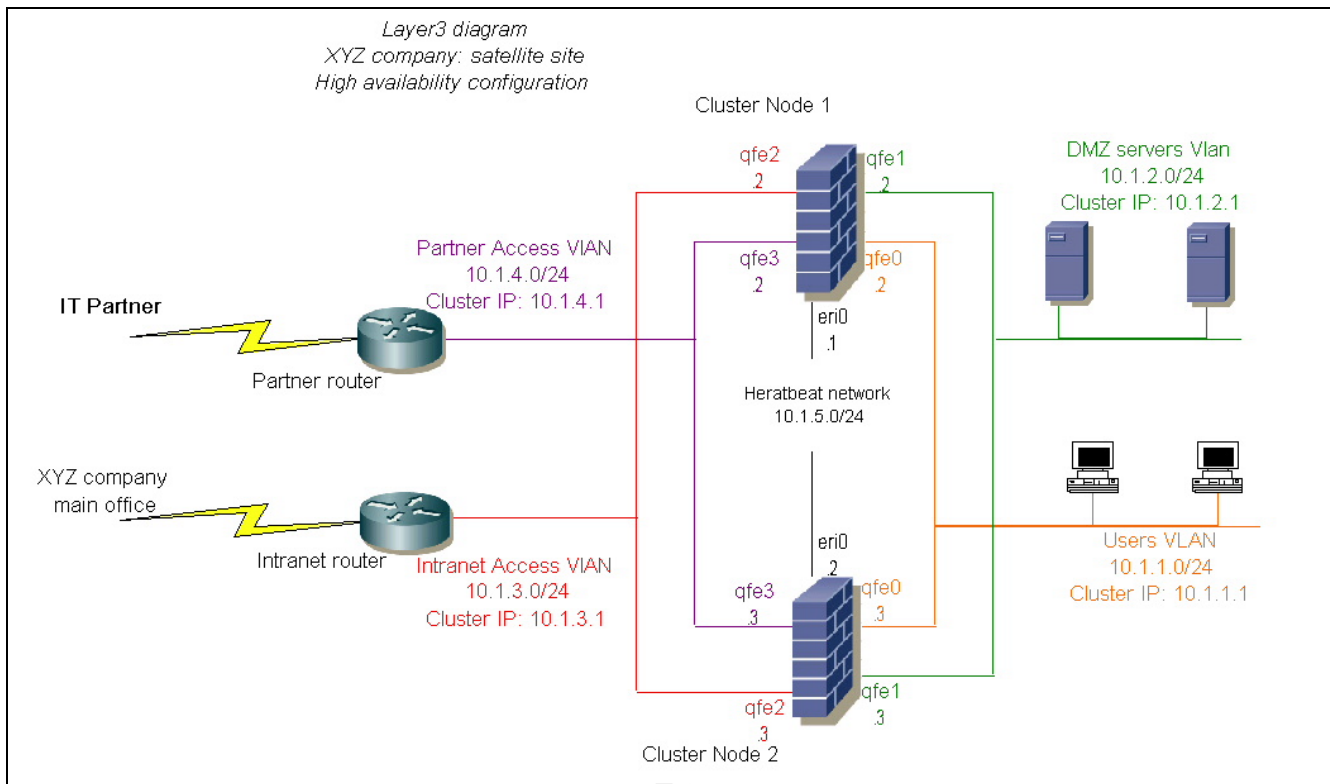 Layer3 diagram
XYZ company: satellite site
High availability configuration
Cluster Node 1
qfe2
.2
qfe1
.2
DMZ servers Vlan
10.1.2.0/24
Cluster IP: 10.1.2.1
Partner Access VlAN
10.1.4.0/24
Cluster IP: 10.1.4.1
qfe3
.2
qfe0
.2
IT Partner
Partner router
eri0
.1
Heratbeat network
10.1.5.0/24
XYZ company
main office
Intranet router
Intranet Access VlAN
10.1.3.0/24
Cluster IP: 10.1.3.1
eri0
.2
qfe3
.3
qfe0
.3
Users VLAN
10.1.1.0/24
Cluster IP: 10.1.1.1
qfe2
.3
qfe1
.3
Cluster Node 2